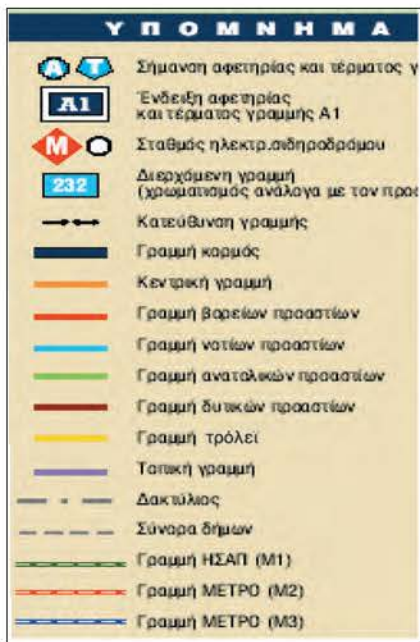 ΥΠΟΜΝΗΜΑ
Α Τ Σήμανση αφετηρίας και τέρματος γ
Α1 Ένδειξη αφετηρίας
και τέρματος γραμμής Α1
Μ Σταθμός ηλεκτρ.σιδηροδρόμου
232 Διερχόμενη γραμμή
(χρωματισμός ανάλογα με τον προα
Κατεύθυνση γραμμής
Γραμμή κορμός
Κεντρική γραμμή
Γραμμή βορείων προαστίων
Γραμμή νοτίων προαστίων
Γραμμή ανατολικών προαστίων
Γραμμή δυτικών προαστίων
Γραμμή τρόλεϊ
Τοπική γραμμή
Δακτύλιος
Σύνορα δήμων
Γραμμή ΗΣΑΠ (Μ1)
Γραμμή ΜΕΤΡΟ (Μ2)
Γραμμή ΜΕΤΡΟ (Μ3)